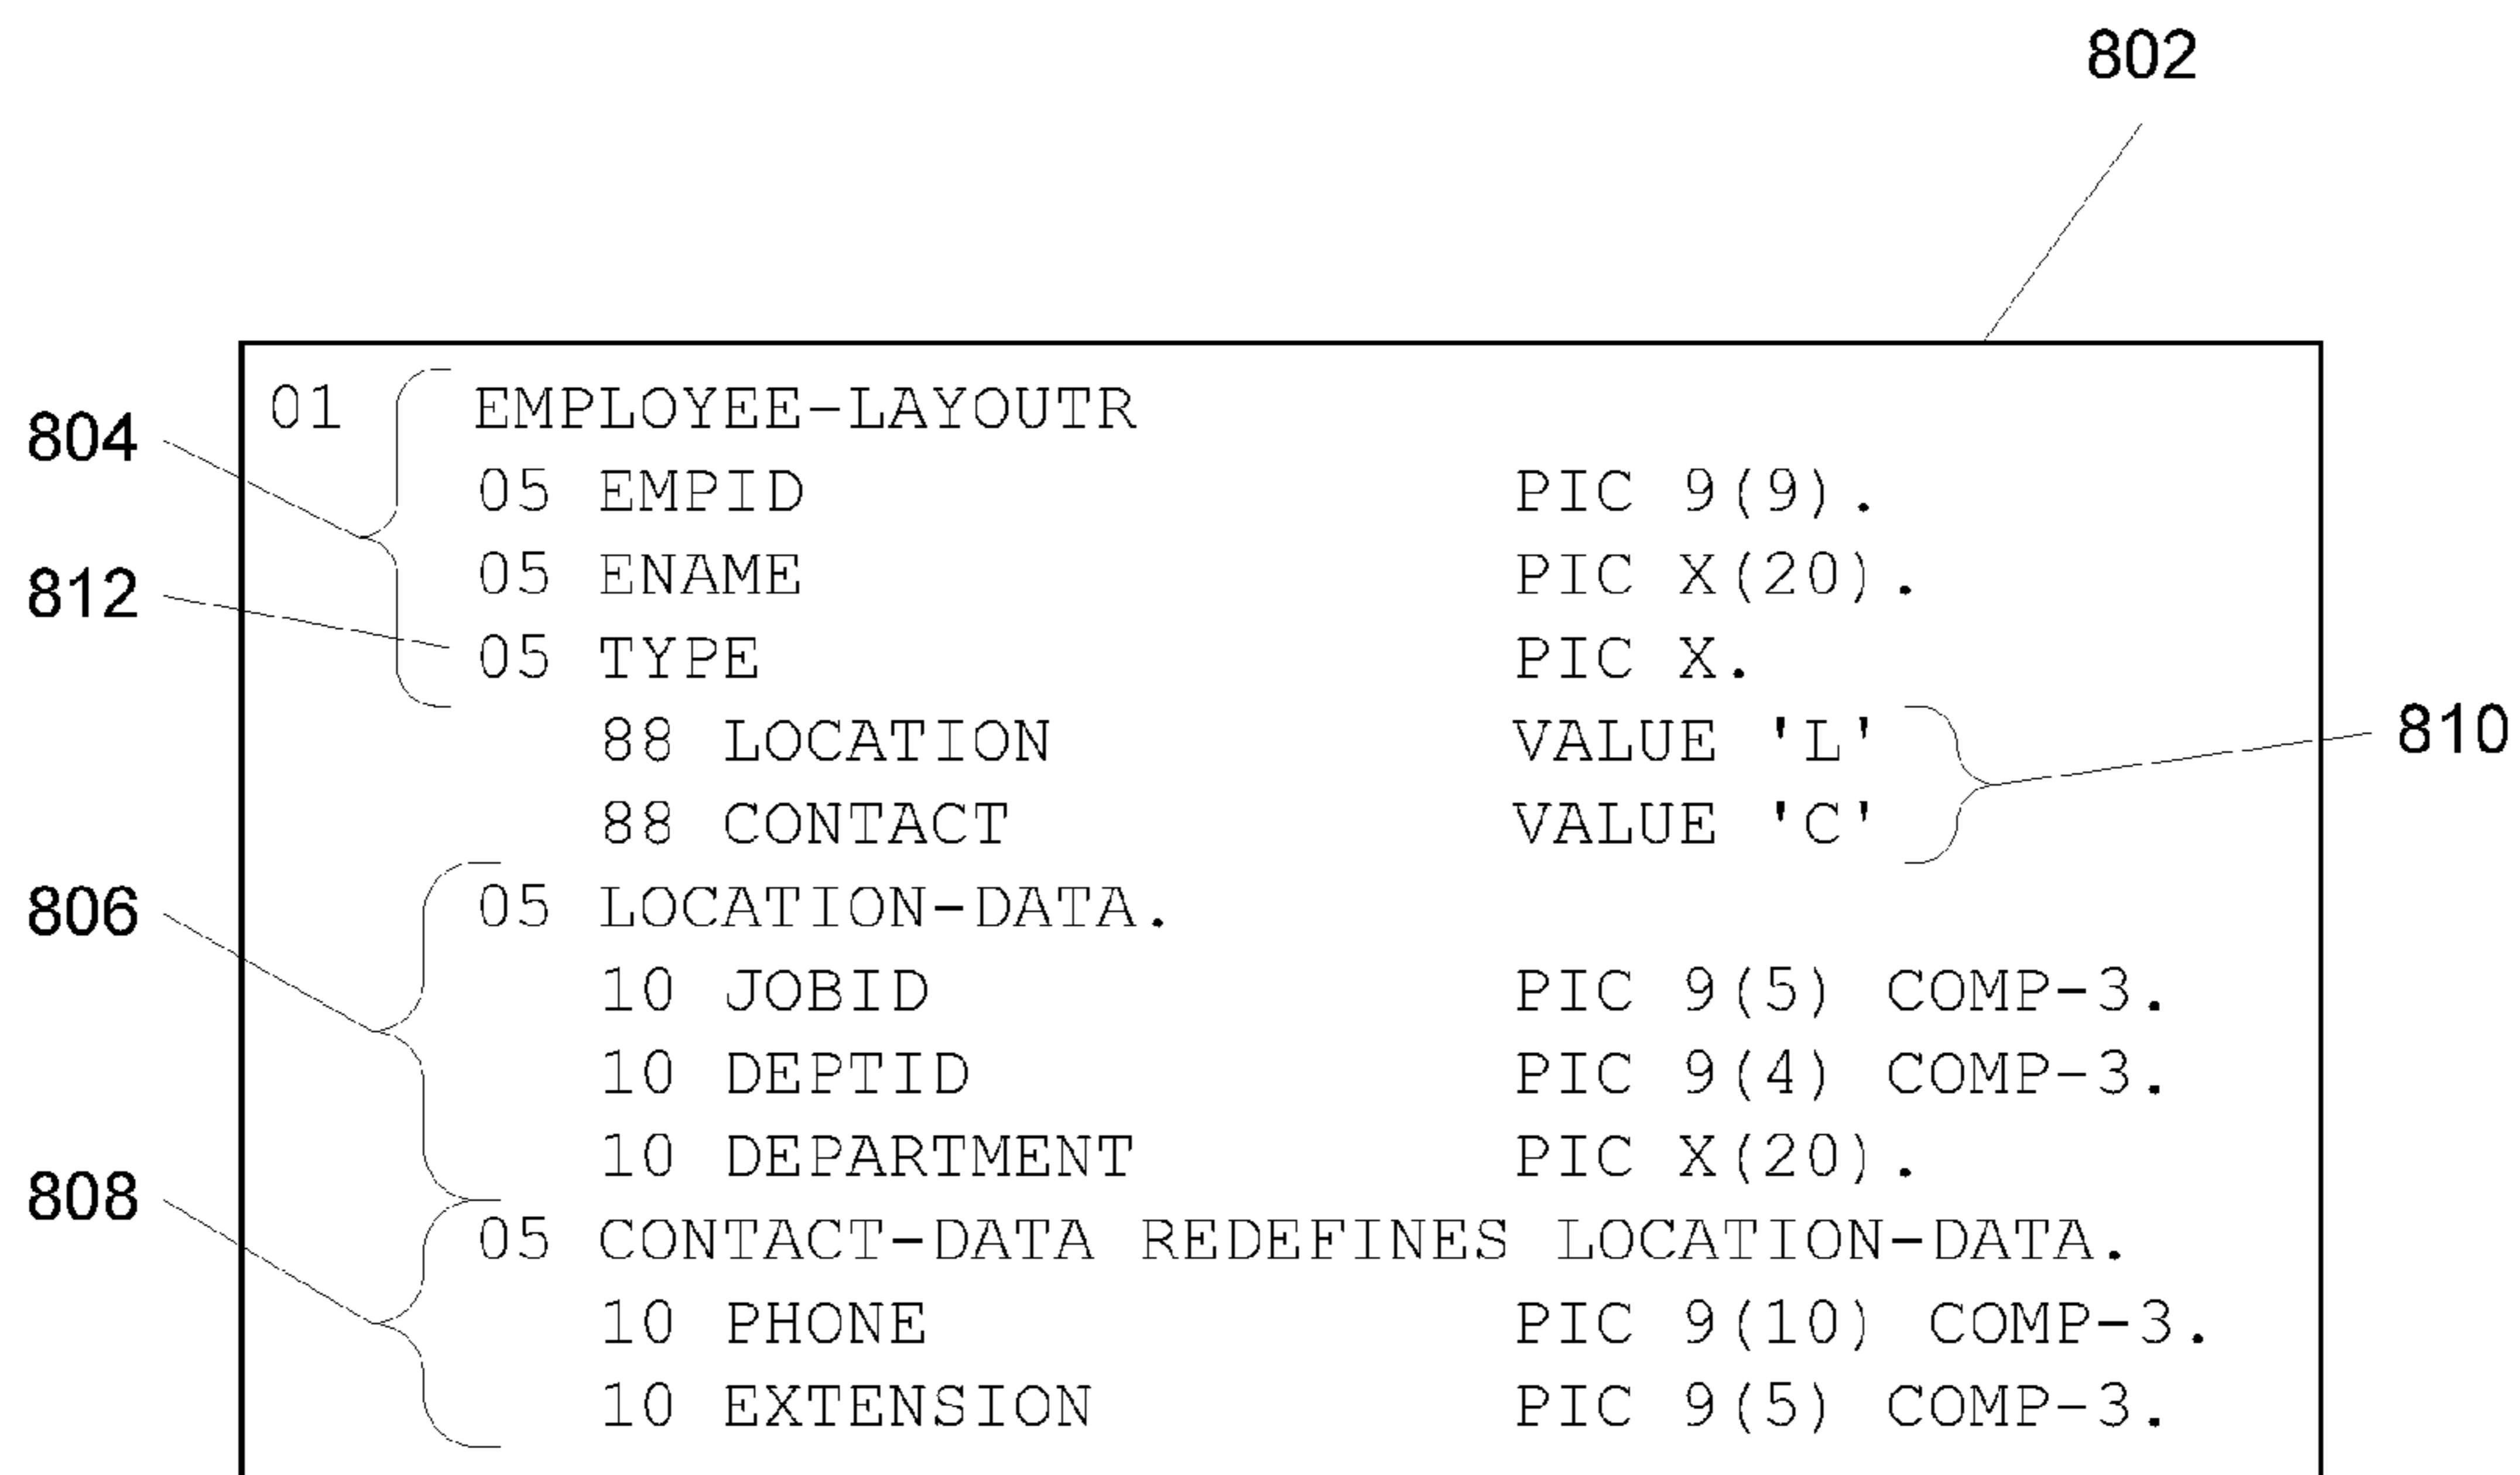 802
01 EMPLOYEE-LAYOUTR
804
05 EMPID PIC 9(9).
05 ENAME PIC X(20).
812
05 TYPE PIC X.
88 LOCATION VALUE 'L'
810
88 CONTACT VALUE 'C'
806
05 LOCATION-DATA.
10 JOBID PIC 9(5) COMP-3.
10 DEPTID PIC 9(4) COMP-3.
10 DEPARTMENT PIC X(20).
808
05 CONTACT-DATA REDEFINES LOCATION-DATA.
10 PHONE PIC 9(10) COMP-3.
10 EXTENSION PIC 9(5) COMP-3.